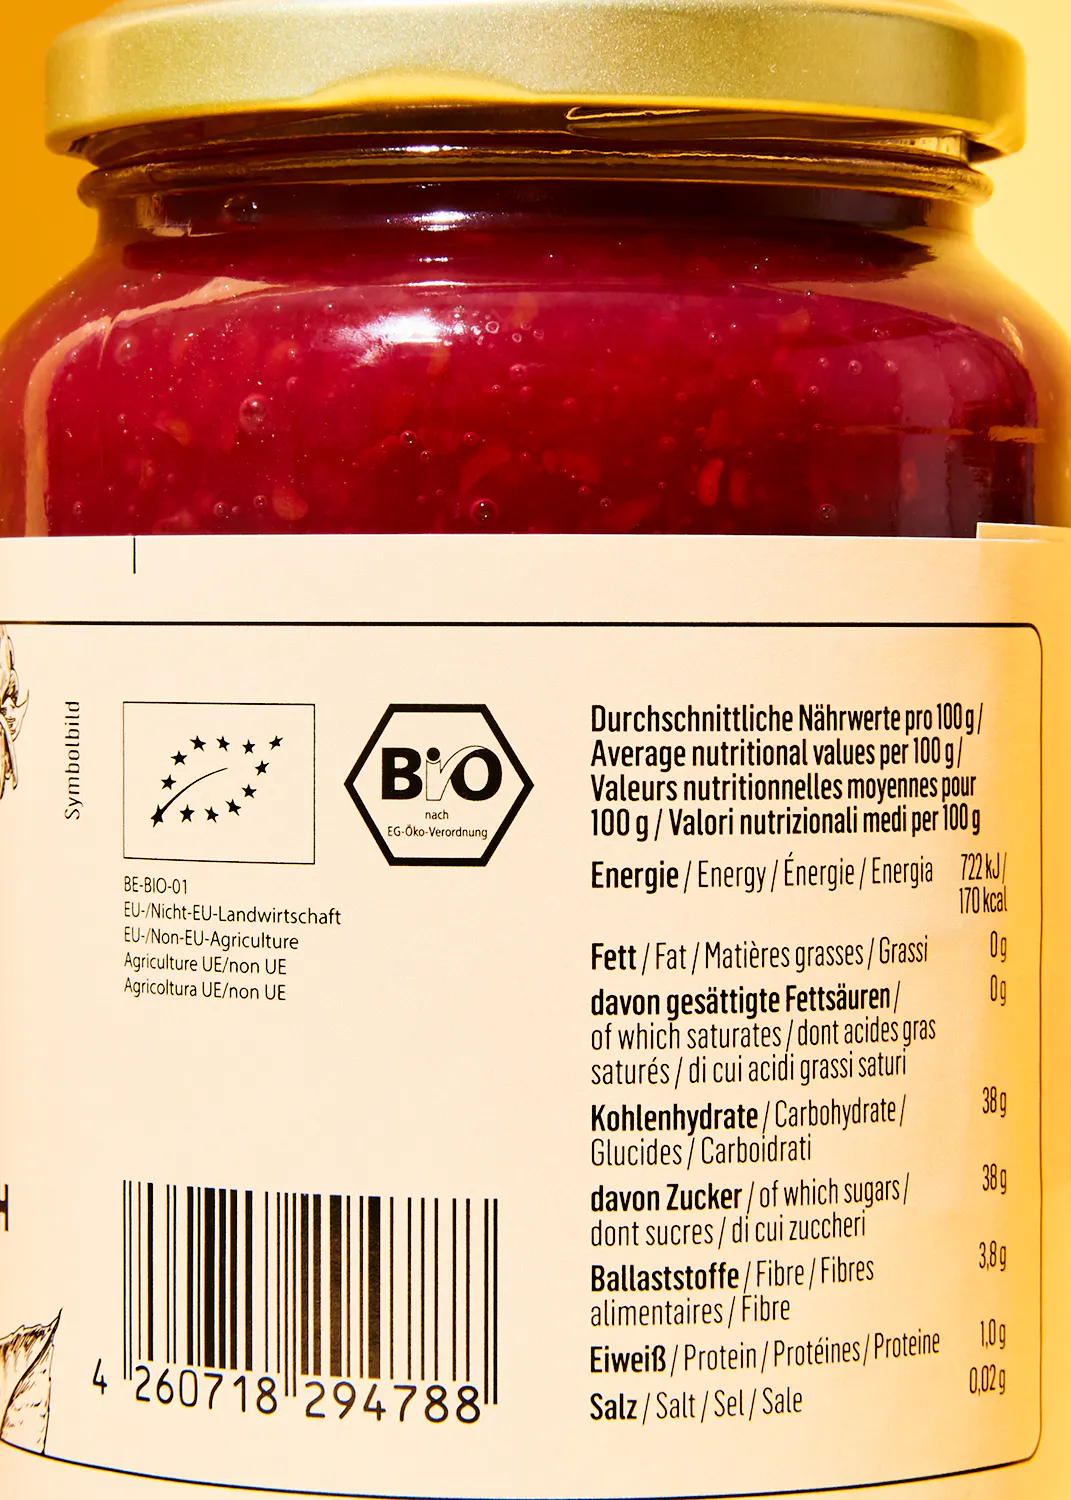 Symbolbild
BIO
nach
EG-Öko-Verordnung
BE-BIO-01
EU-/Nicht-EU-Landwirtschaft
EU-/Non-EU-Agriculture
Agriculture UE/non UE
Agricoltura UE/non UE
4 260718 294788
Durchschnittliche Nährwerte pro 100 g/
Average nutritional values per 100 g/
Valeurs nutritionnelles moyennes pour
100 g / Valori nutrizionali medi per 100 g
Energie / Energy / Énergie / Energia 722 kJ /
170 kcal
Fett / Fat / Matières grasses / Grassi 0 g
davon gesättigte Fettsäuren / 0 g
of which saturates / dont acides gras
saturés / di cui acidi grassi saturi
Kohlenhydrate / Carbohydrate / 38 g
Glucides / Carboidrati
davon Zucker / of which sugars / 38 g
dont sucres / di cui zuccheri
Ballaststoffe / Fibre / Fibres 3,8 g
alimentaires / Fibre
Eiweiß / Protein / Protéines / Proteine 1,0 g
Salz / Salt / Sel / Sale 0,02 g